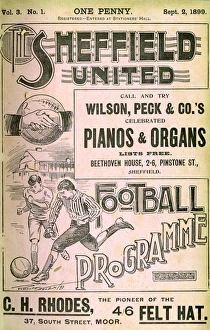 Vol. 3. No. 1. ONE PENNY. Sept. 2, 1899.
REGISTERED—ENTERED AT STATIONERS' HALL.
THE SHEFFIELD
UNITED
CALL AND TRY
WILSON, PECK & CO.'S
CELEBRATED
PIANOS & ORGANS
LISTS FREE.
BEETHOVEN HOUSE, 2-6, PINSTONE ST.,
SHEFFIELD.
FOOTBALL
PROGRAMME
C. H. RHODES, THE PIONEER OF THE
37, SOUTH STREET, MOOR. 4/6 FELT HAT.